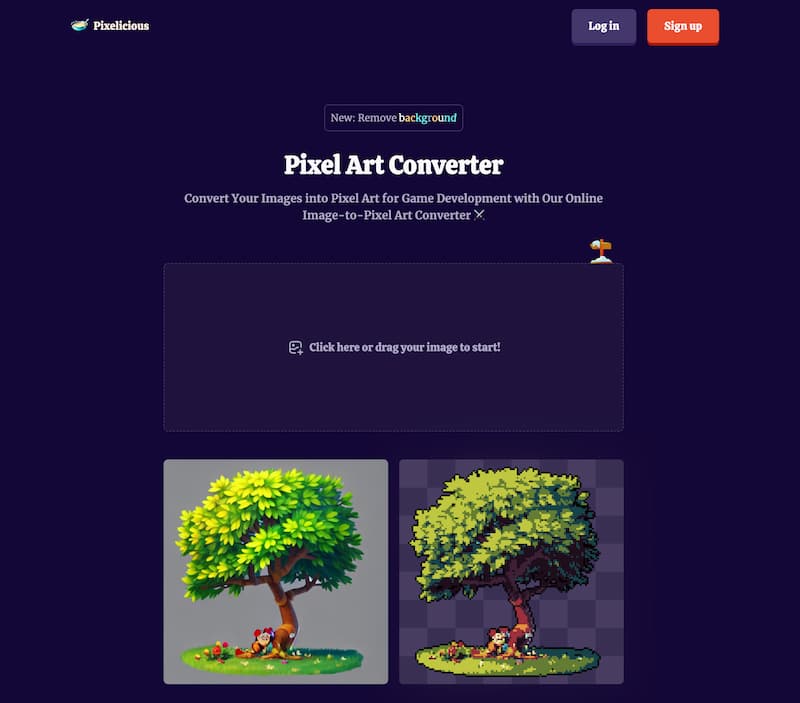 Pixelicious
Log in
Sign up
New: Remove background
Pixel Art Converter
Convert Your Images into Pixel Art for Game Development with Our Online
Image-to-Pixel Art Converter ⚔
Click here or drag your image to start!